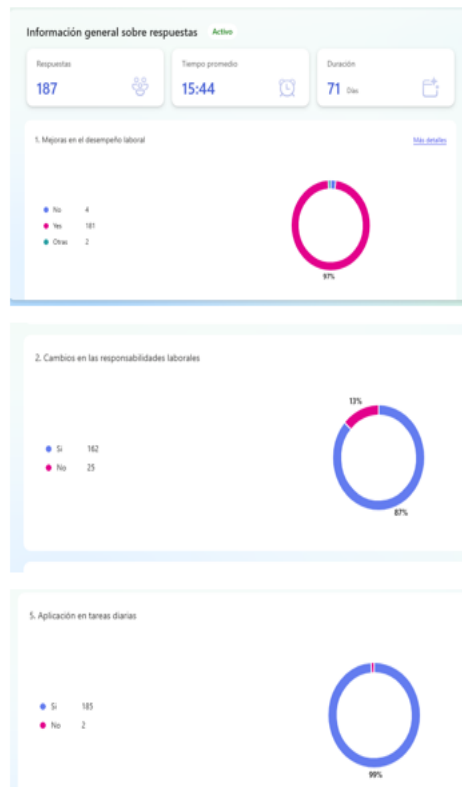 Información general sobre respuestas Activo
Respuestas Tiempo promedio Duración
187 15:44 71 Días
1. Mejoras en el desempeño laboral Más detalles
No 4
Yes 181
Otras 2
97%
2. Cambios en las responsabilidades laborales
13%
Si 162
No 25
87%
5. Aplicación en tareas diarias
Si 185
No 2
99%